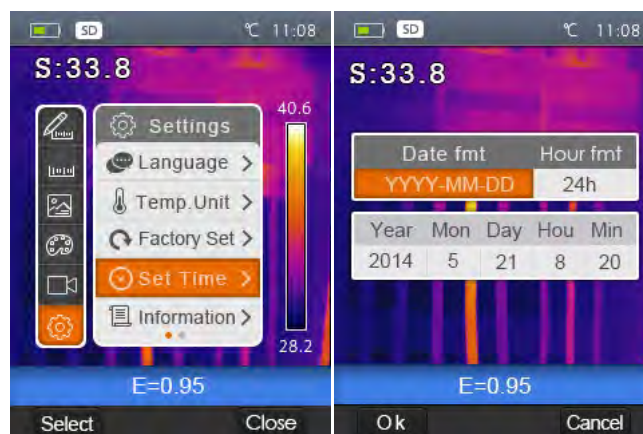 SD ℃ 11:08
S:33.8
40.6
Settings
Language >
Temp.Unit >
Factory Set >
Set Time >
Information >
28.2
E=0.95
Select Close
SD ℃ 11:08
S:33.8
Date fmt Hour fmt
YYYY-MM-DD 24h
Year Mon Day Hou Min
2014 5 21 8 20
E=0.95
Ok Cancel